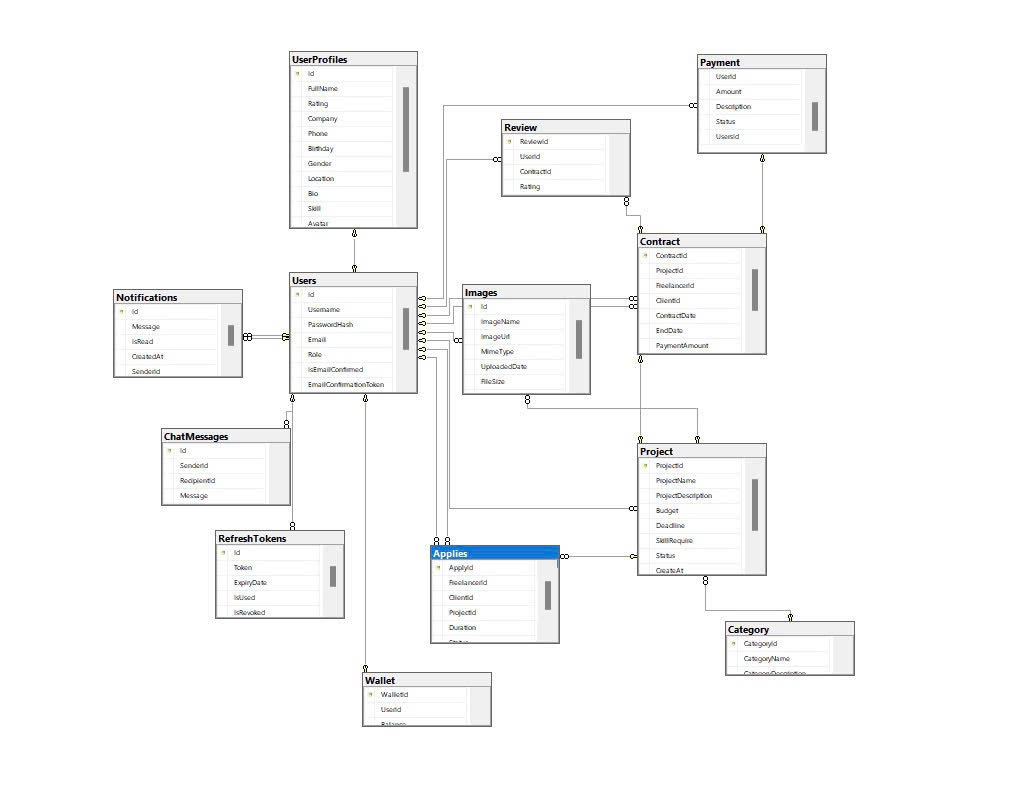 UserProfiles
Id
FullName
Rating
Company
Phone
Birthday
Gender
Location
Bio
Skill
Avatar
Payment
UserId
Amount
Description
Status
UsersId
Review
ReviewId
UserId
ContractId
Rating
Contract
ContractId
ProjectId
FreelancerId
ClientId
ContractDate
EndDate
PaymentAmount
Users
Id
Username
PasswordHash
Email
Role
IsEmailConfirmed
EmailConfirmationToken
Images
Id
ImageName
ImageUrl
MimeType
UploadedDate
FileSize
Notifications
Id
Message
IsRead
CreatedAt
SenderId
ChatMessages
Id
SenderId
RecipientId
Message
Project
ProjectId
ProjectName
ProjectDescription
Budget
Deadline
SkillRequire
Status
CreateAt
RefreshTokens
Id
Token
ExpiryDate
IsUsed
IsRevoked
Applies
ApplyId
FreelancerId
ClientId
ProjectId
Duration
Status
Category
CategoryId
CategoryName
CategoryDescription
Wallet
WalletId
UserId
Balance